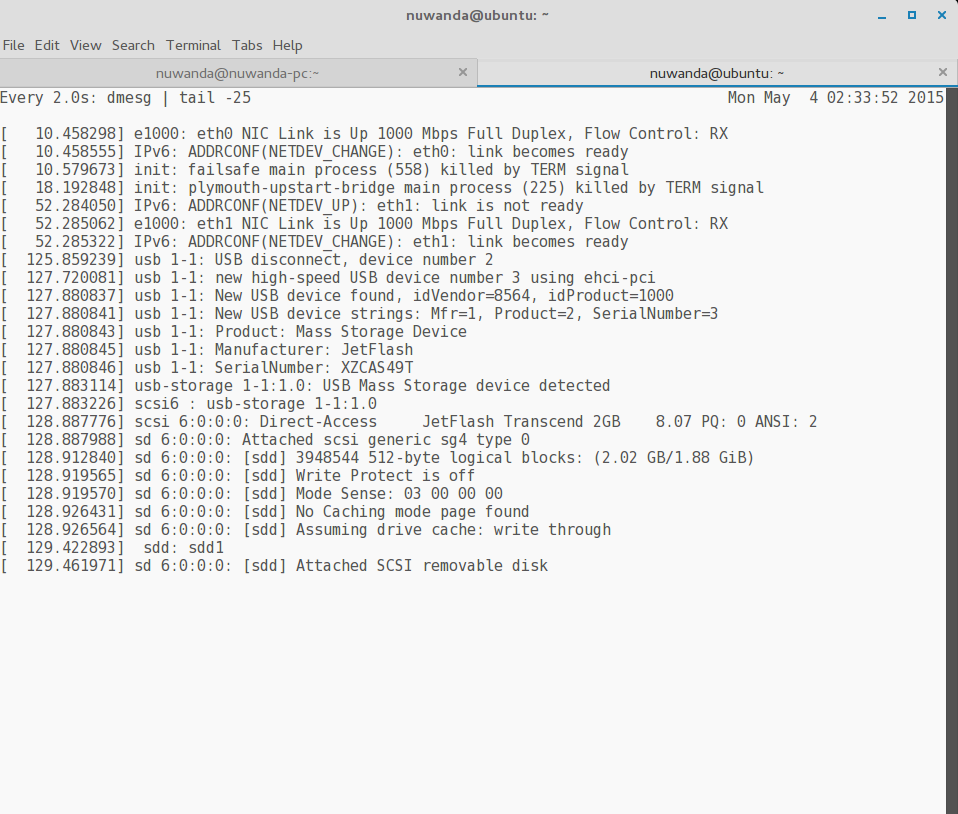 nuwanda@ubuntu: ~
File Edit View Search Terminal Tabs Help
nuwanda@nuwanda-pc:~ nuwanda@ubuntu: ~
Every 2.0s: dmesg | tail -25 Mon May  4 02:33:52 2015
[   10.458298] e1000: eth0 NIC Link is Up 1000 Mbps Full Duplex, Flow Control: RX
[   10.458555] IPv6: ADDRCONF(NETDEV_CHANGE): eth0: link becomes ready
[   10.579673] init: failsafe main process (558) killed by TERM signal
[   18.192848] init: plymouth-upstart-bridge main process (225) killed by TERM signal
[   52.284050] IPv6: ADDRCONF(NETDEV_UP): eth1: link is not ready
[   52.285062] e1000: eth1 NIC Link is Up 1000 Mbps Full Duplex, Flow Control: RX
[   52.285322] IPv6: ADDRCONF(NETDEV_CHANGE): eth1: link becomes ready
[  125.859239] usb 1-1: USB disconnect, device number 2
[  127.720081] usb 1-1: new high-speed USB device number 3 using ehci-pci
[  127.880837] usb 1-1: New USB device found, idVendor=8564, idProduct=1000
[  127.880841] usb 1-1: New USB device strings: Mfr=1, Product=2, SerialNumber=3
[  127.880843] usb 1-1: Product: Mass Storage Device
[  127.880845] usb 1-1: Manufacturer: JetFlash
[  127.880846] usb 1-1: SerialNumber: XZCAS49T
[  127.883114] usb-storage 1-1:1.0: USB Mass Storage device detected
[  127.883226] scsi6 : usb-storage 1-1:1.0
[  128.887776] scsi 6:0:0:0: Direct-Access     JetFlash Transcend 2GB    8.07 PQ: 0 ANSI: 2
[  128.887988] sd 6:0:0:0: Attached scsi generic sg4 type 0
[  128.912840] sd 6:0:0:0: [sdd] 3948544 512-byte logical blocks: (2.02 GB/1.88 GiB)
[  128.919565] sd 6:0:0:0: [sdd] Write Protect is off
[  128.919570] sd 6:0:0:0: [sdd] Mode Sense: 03 00 00 00
[  128.926431] sd 6:0:0:0: [sdd] No Caching mode page found
[  128.926564] sd 6:0:0:0: [sdd] Assuming drive cache: write through
[  129.422893]  sdd: sdd1
[  129.461971] sd 6:0:0:0: [sdd] Attached SCSI removable disk